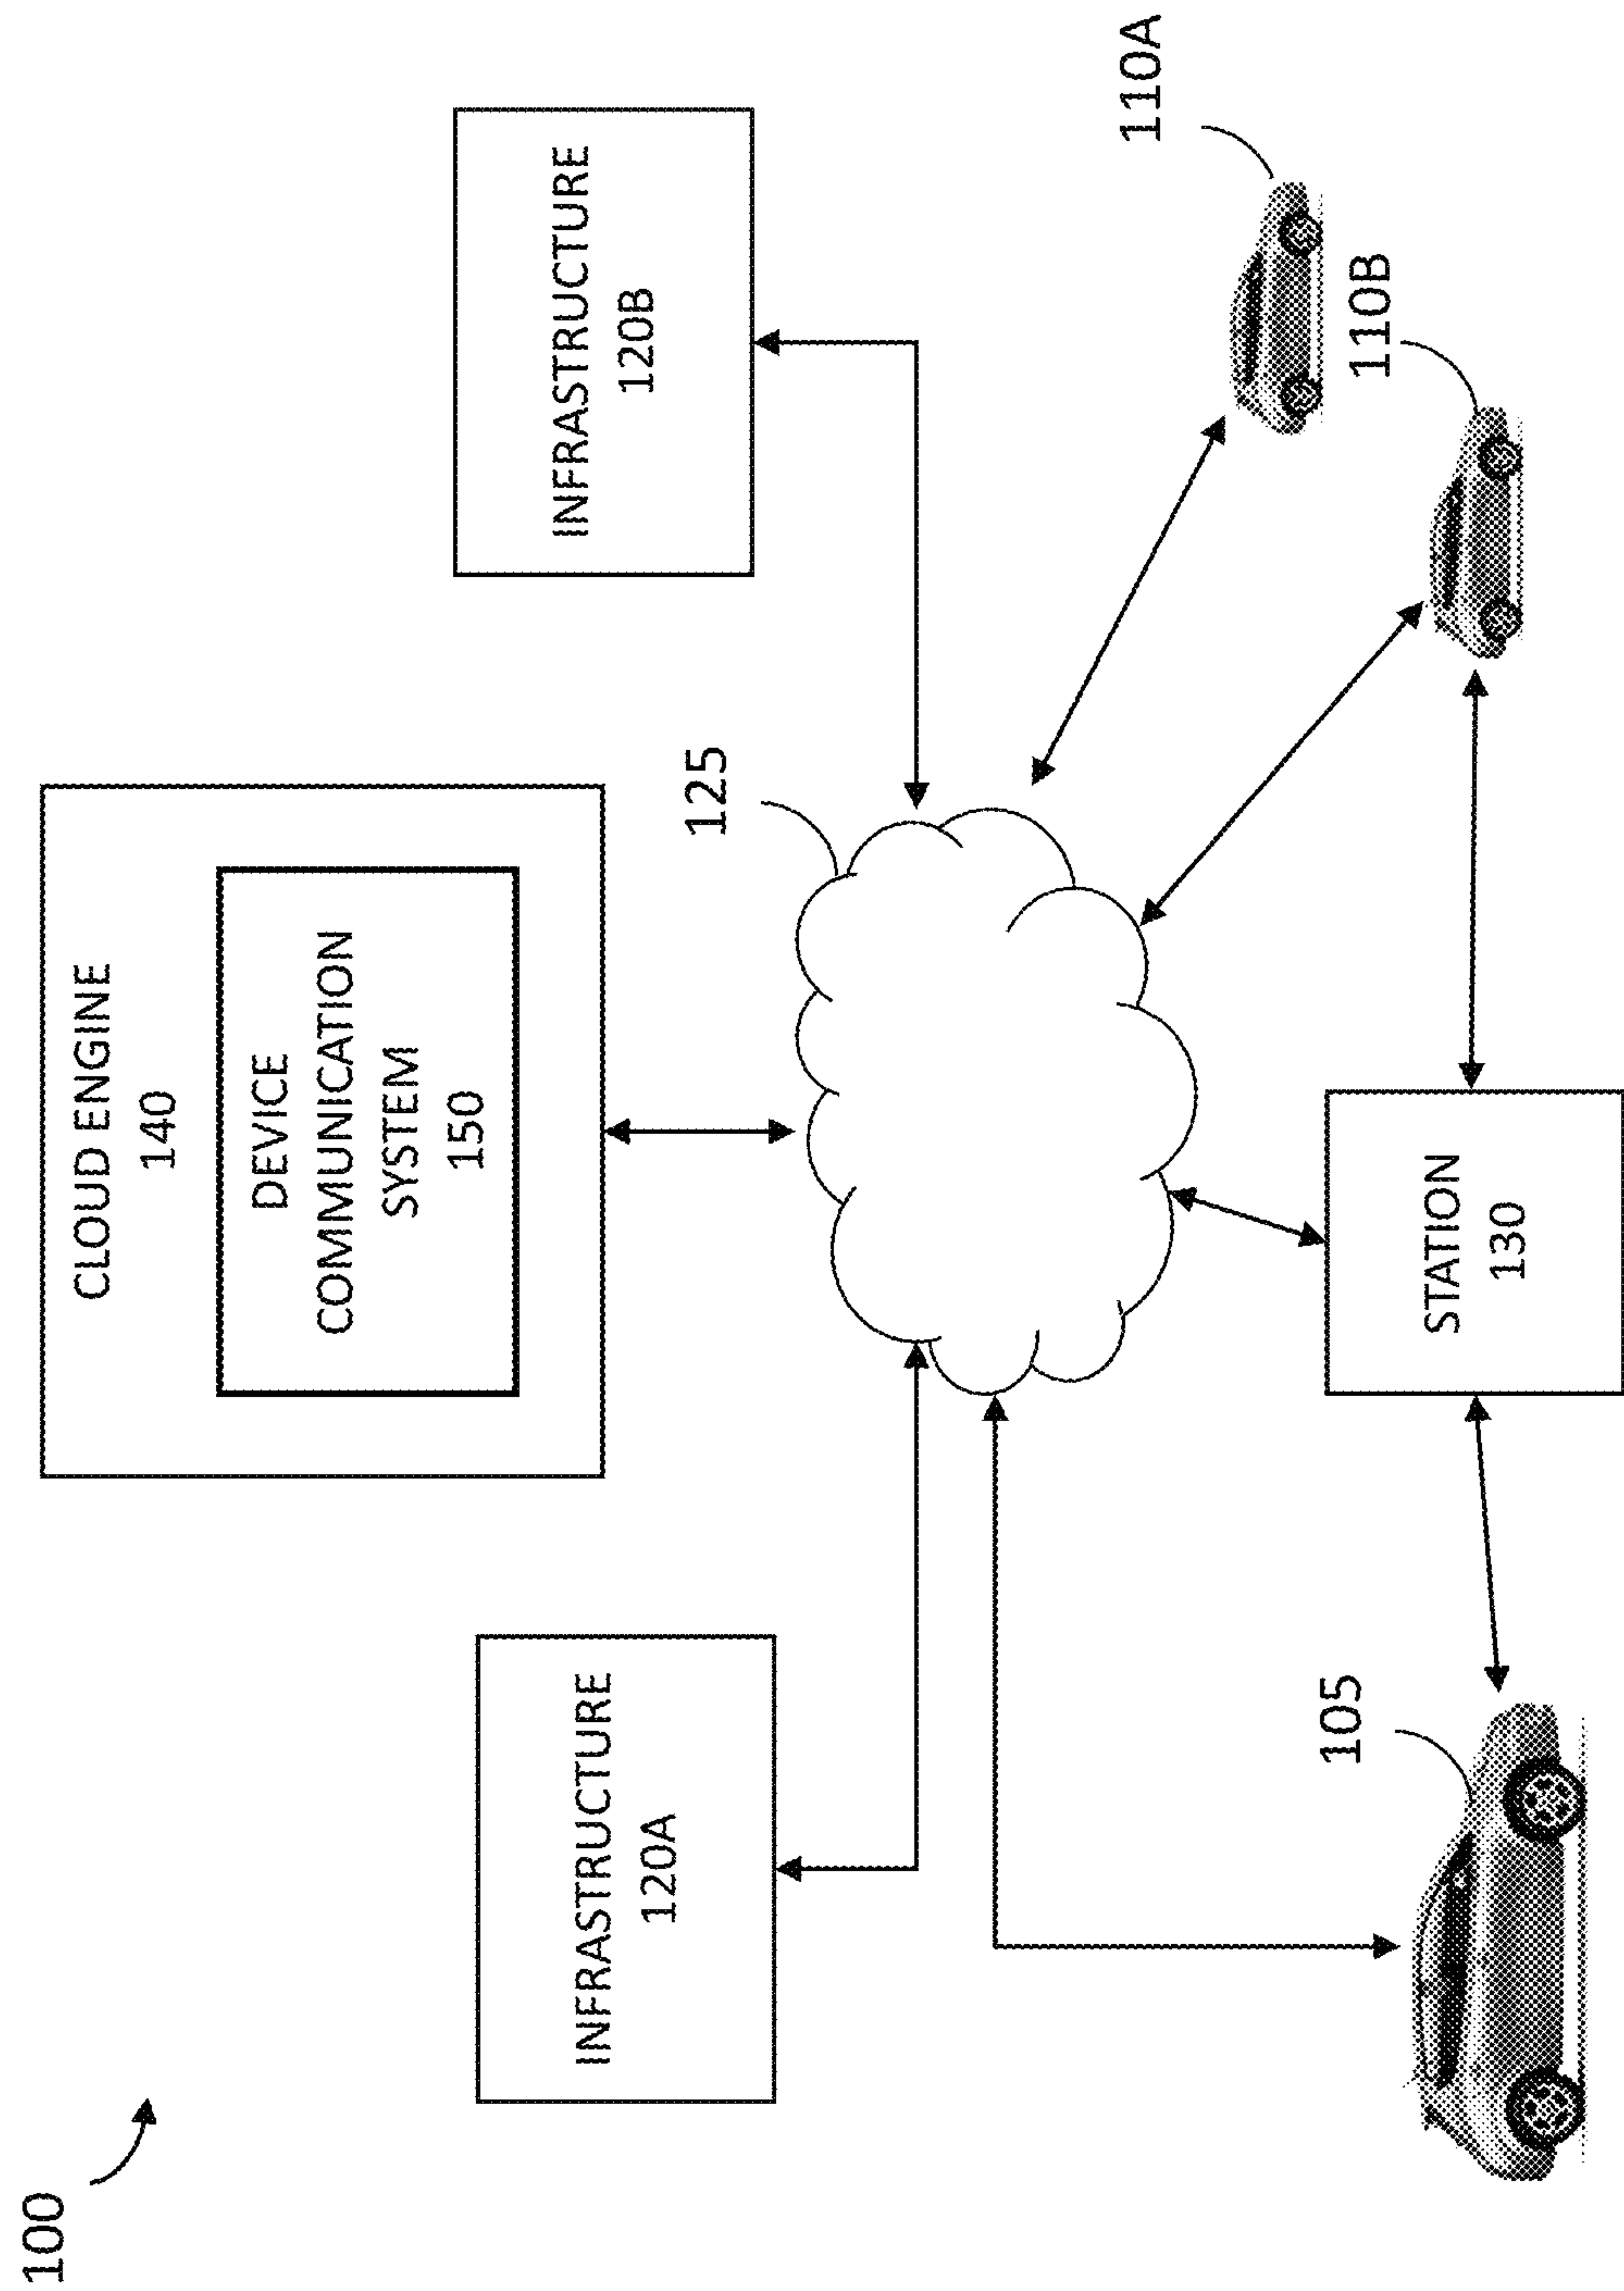 100
CLOUD ENGINE
140
DEVICE
COMMUNICATION
SYSTEM
150
INFRASTRUCTURE
120A
INFRASTRUCTURE
120B
125
105
STATION
130
110A
110B